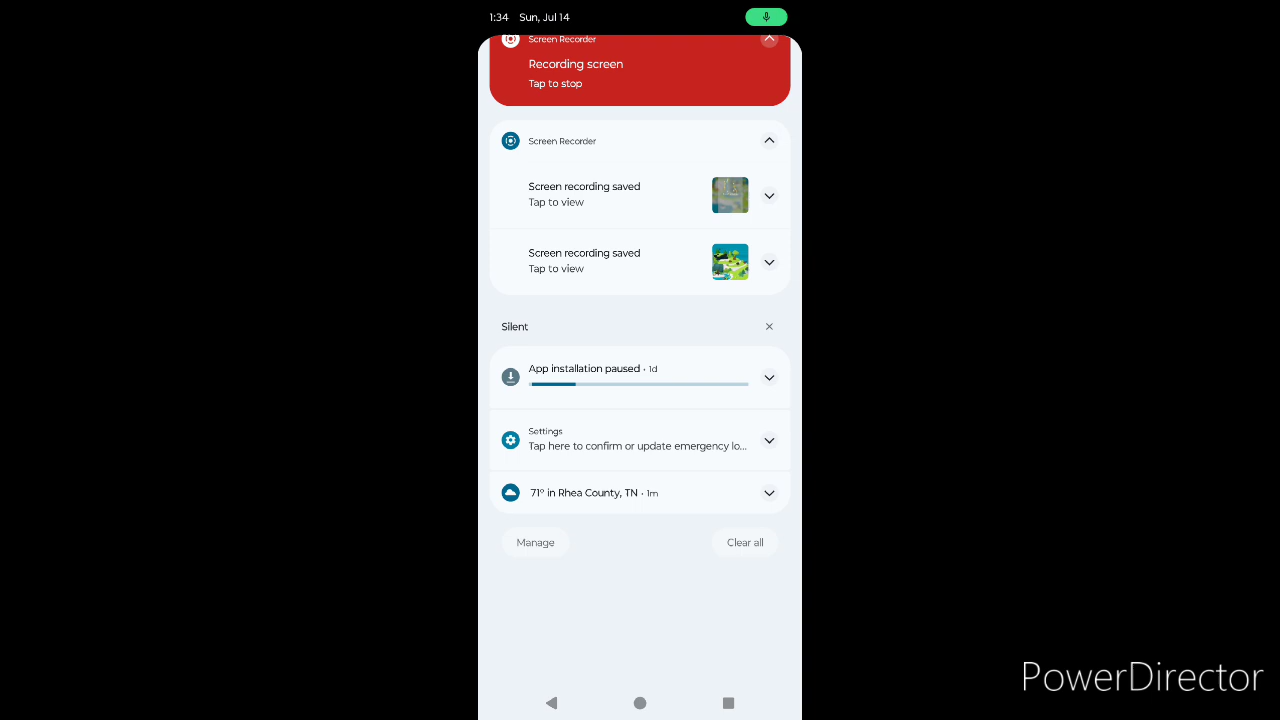 1:34 Sun, Jul 14
Screen Recorder
Recording screen
Tap to stop
Screen Recorder
Screen recording saved
Tap to view
Screen recording saved
Tap to view
Silent
App installation paused • 1d
Settings
Tap here to confirm or update emergency lo...
71° in Rhea County, TN • 1m
Manage Clear all
PowerDirector